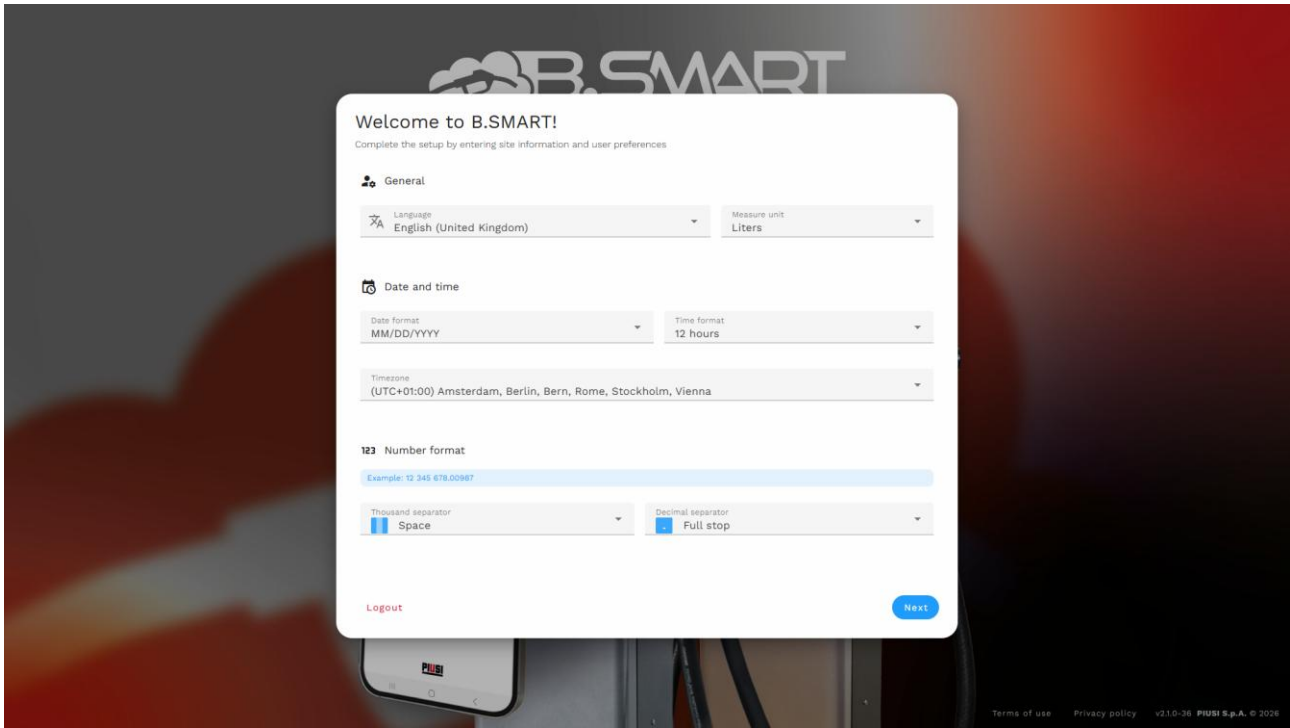 B.SMART
Welcome to B.SMART!
Complete the setup by entering site information and user preferences
General
Language
English (United Kingdom)
Measure unit
Liters
Date and time
Date format
MM/DD/YYYY
Time format
12 hours
Timezone
(UTC+01:00) Amsterdam, Berlin, Bern, Rome, Stockholm, Vienna
123 Number format
Example: 12 345 678.00987
Thousand separator
Space
Decimal separator
. Full stop
Logout
Next
PIUSI
Terms of use Privacy policy v2.1.0-36 PIUSI S.p.A. © 2026